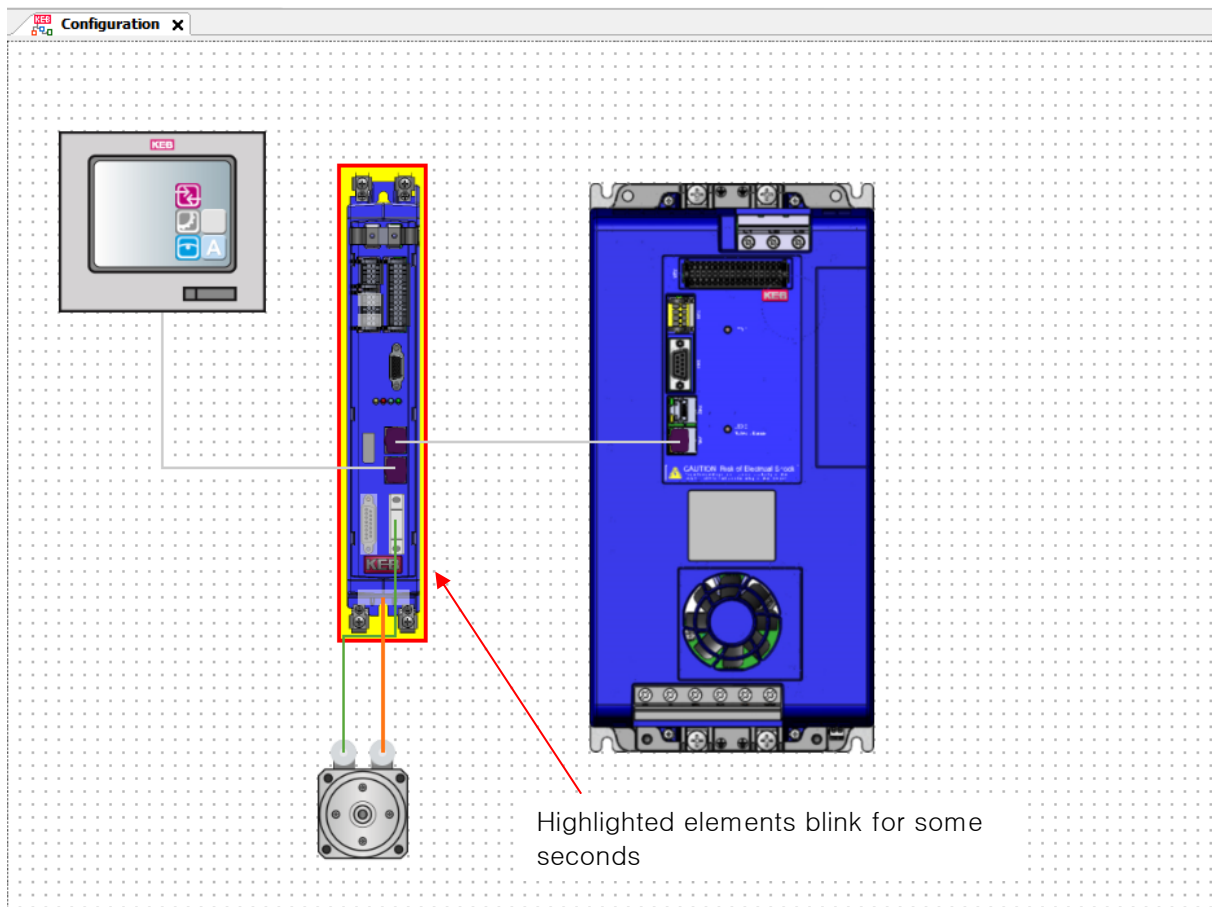 Configuration
KEB
A
KEB
CAUTION Risk of Electrical Shock
KEB
Highlighted elements blink for some
seconds